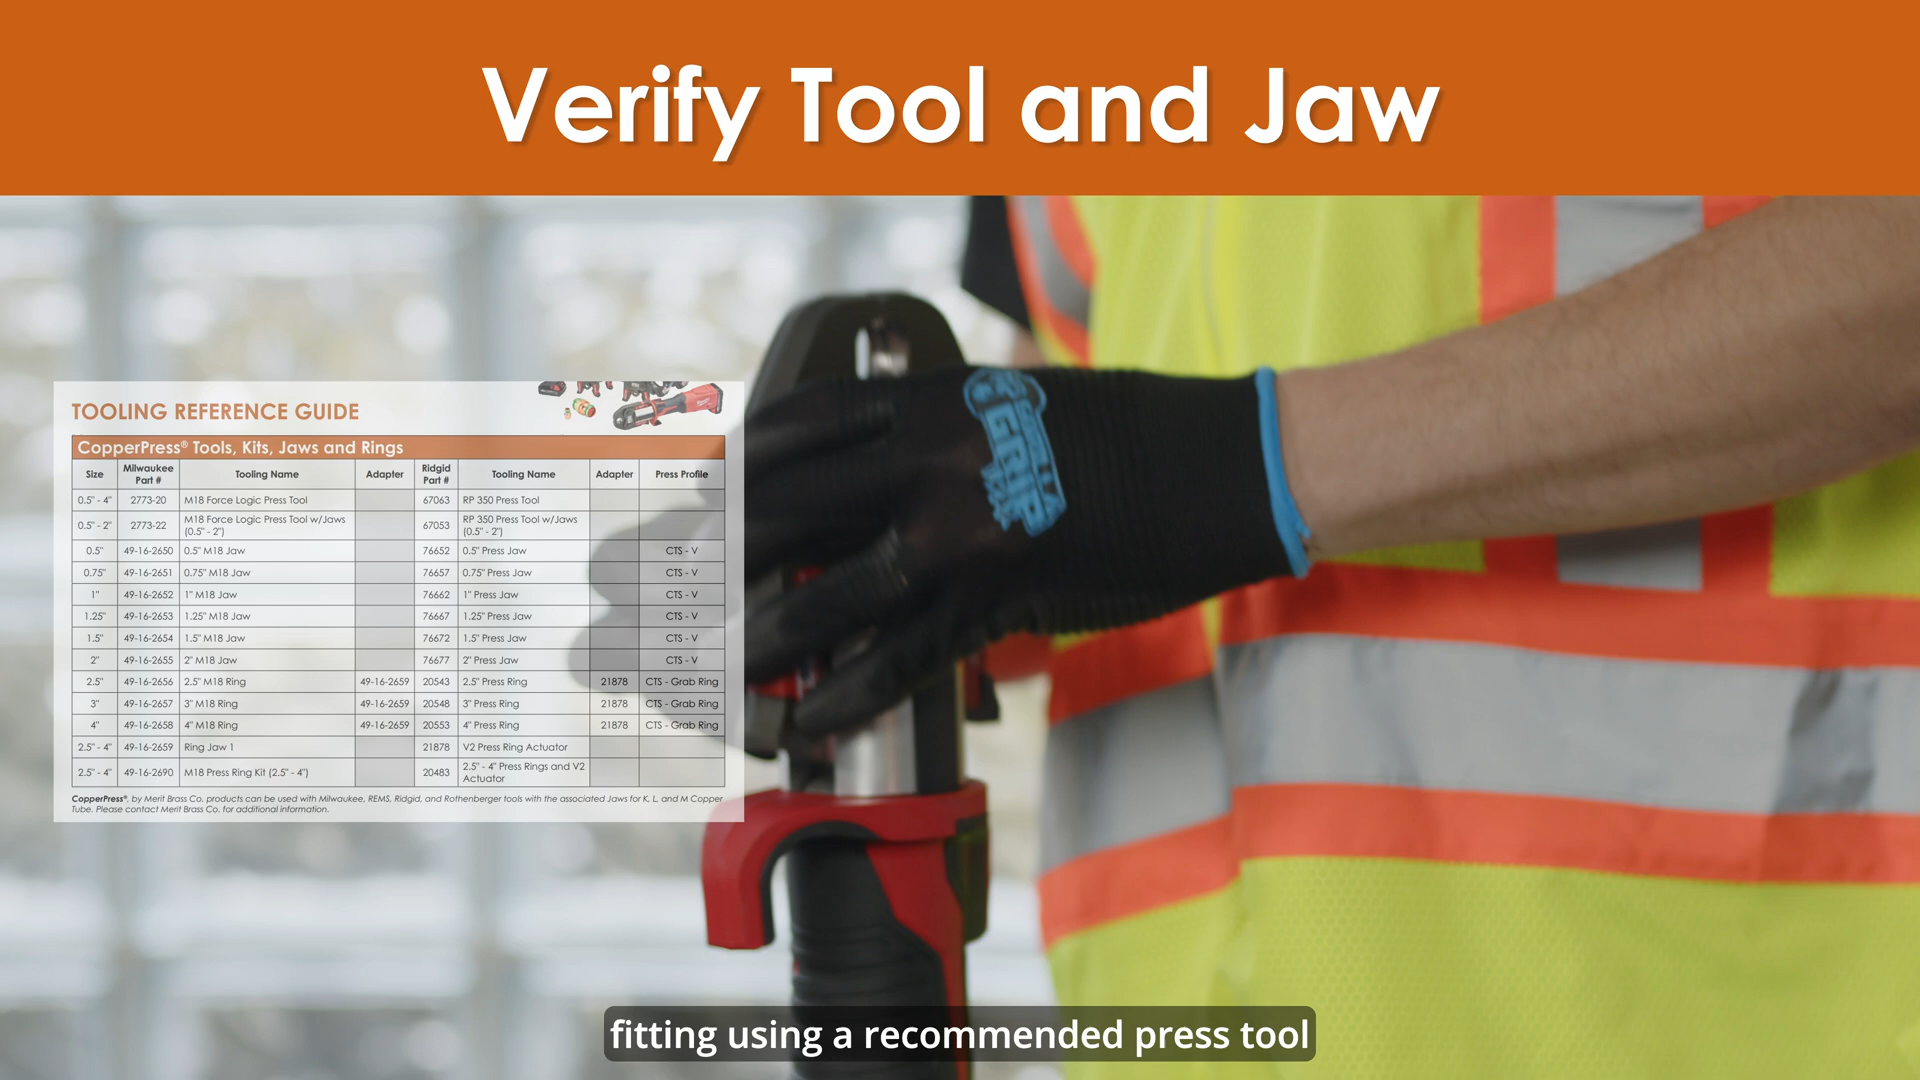 Verify Tool and Jaw
TOOLING REFERENCE GUIDE
CopperPress® Tools, Kits, Jaws and Rings
Size Milwaukee Part # Tooling Name Adapter Ridgid Part # Tooling Name Adapter Press Profile
0.5" - 4" 2773-20 M18 Force Logic Press Tool 67063 RP 350 Press Tool
0.5" - 2" 2773-22 M18 Force Logic Press Tool w/Jaws (0.5" - 2") 67053 RP 350 Press Tool w/Jaws (0.5" - 2")
0.5" 49-16-2650 0.5" M18 Jaw 76652 0.5" Press Jaw CTS - V
0.75" 49-16-2651 0.75" M18 Jaw 76657 0.75" Press Jaw CTS - V
1" 49-16-2652 1" M18 Jaw 76662 1" Press Jaw CTS - V
1.25" 49-16-2653 1.25" M18 Jaw 76667 1.25" Press Jaw CTS - V
1.5" 49-16-2654 1.5" M18 Jaw 76672 1.5" Press Jaw CTS - V
2" 49-16-2655 2" M18 Jaw 76677 2" Press Jaw CTS - V
2.5" 49-16-2656 2.5" M18 Ring 49-16-2659 20543 2.5" Press Ring 21878 CTS - Grab Ring
3" 49-16-2657 3" M18 Ring 49-16-2659 20548 3" Press Ring 21878 CTS - Grab Ring
4" 49-16-2658 4" M18 Ring 49-16-2659 20553 4" Press Ring 21878 CTS - Grab Ring
2.5" - 4" 49-16-2659 Ring Jaw 1 21878 V2 Press Ring Actuator
2.5" - 4" 49-16-2690 M18 Press Ring Kit (2.5" - 4") 20483 2.5" - 4" Press Rings and V2 Actuator
CopperPress®, by Merit Brass Co. products can be used with Milwaukee, REMS, Ridgid, and Rothenberger tools with the associated Jaws for K, L, and M Copper
Tube. Please contact Merit Brass Co. for additional information.
GORILLA
GRIP
fitting using a recommended press tool